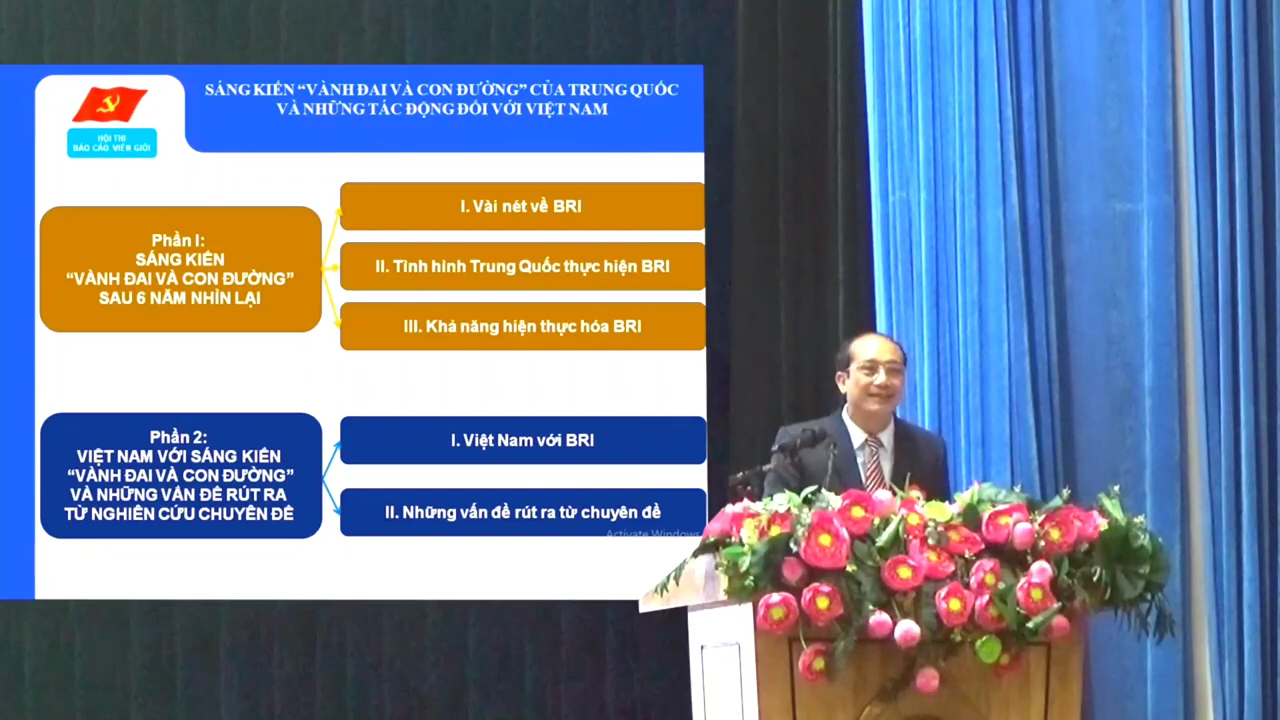 SÁNG KIẾN “VÀNH ĐAI VÀ CON ĐƯỜNG” CỦA TRUNG QUỐC
VÀ NHỮNG TÁC ĐỘNG ĐỐI VỚI VIỆT NAM
HỘI THI
BÁO CÁO VIÊN GIỎI
Phần I:
SÁNG KIẾN
“VÀNH ĐAI VÀ CON ĐƯỜNG”
SAU 6 NĂM NHÌN LẠI
I. Vài nét về BRI
II. Tình hình Trung Quốc thực hiện BRI
III. Khả năng hiện thực hóa BRI
Phần 2:
VIỆT NAM VỚI SÁNG KIẾN
“VÀNH ĐAI VÀ CON ĐƯỜNG”
VÀ NHỮNG VẤN ĐỀ RÚT RA
TỪ NGHIÊN CỨU CHUYÊN ĐỀ
I. Việt Nam với BRI
II. Những vấn đề rút ra từ chuyên đề
Activate Windows